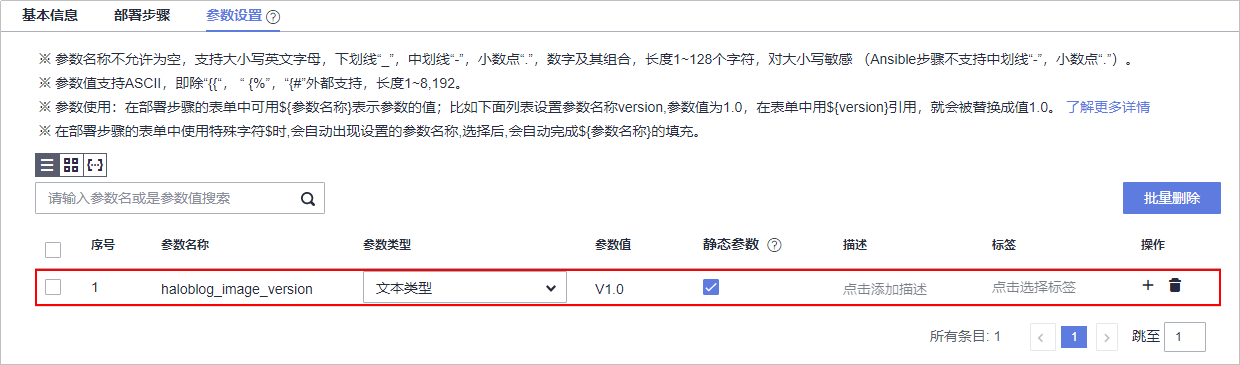 基本信息 部署步骤 参数设置 ?
※ 参数名称不允许为空，支持大小写英文字母，下划线“_”，中划线“-”，小数点“.”，数字及其组合，长度1~128个字符，对大小写敏感 （Ansible步骤不支持中划线“-”，小数点“.”）。
※ 参数值支持ASCII，即除“{{“， “ {%”，“{#”外都支持，长度1~8,192。
※ 参数使用：在部署步骤的表单中可用${参数名称}表示参数的值；比如下面列表设置参数名称version,参数值为1.0，在表单中用${version}引用，就会被替换成值1.0。 了解更多详情
※ 在部署步骤的表单中使用特殊字符$时,会自动出现设置的参数名称,选择后,会自动完成${参数名称}的填充。
请输入参数名或是参数值搜索
批量删除
序号 参数名称 参数类型 参数值 静态参数 ? 描述 标签 操作
1 haloblog_image_version 文本类型 V1.0 点击添加描述 点击选择标签
所有条目: 1 < 1 > 跳至 1